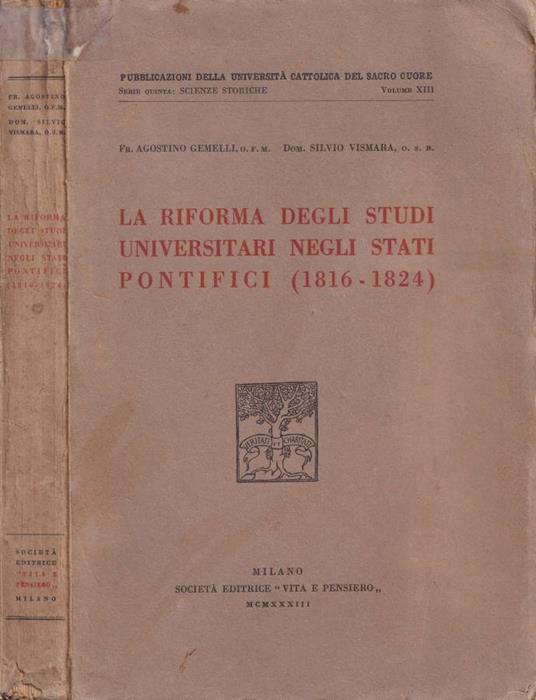 FR. AGOSTINO
GEMELLI, O.F.M.
DOM. SILVIO
VISMARA, O.S.B.
LA RIFORMA
DEGLI STUDI
UNIVERSITARI
NEGLI STATI
PONTIFICI
(1816-1824)
SOCIETÀ
EDITRICE
"VITA E
PENSIERO„
MILANO
PUBBLICAZIONI DELLA UNIVERSITÀ CATTOLICA DEL SACRO CUORE
SERIE QUINTA: SCIENZE STORICHE VOLUME XIII
FR. AGOSTINO GEMELLI, O. F. M. DOM. SILVIO VISMARA, O. S. B.
LA RIFORMA DEGLI STUDI
UNIVERSITARI NEGLI STATI
PONTIFICI (1816-1824)
VERITATI ET CHARITATI
MILANO
SOCIETÀ EDITRICE "VITA E PENSIERO„
MCMXXXIII